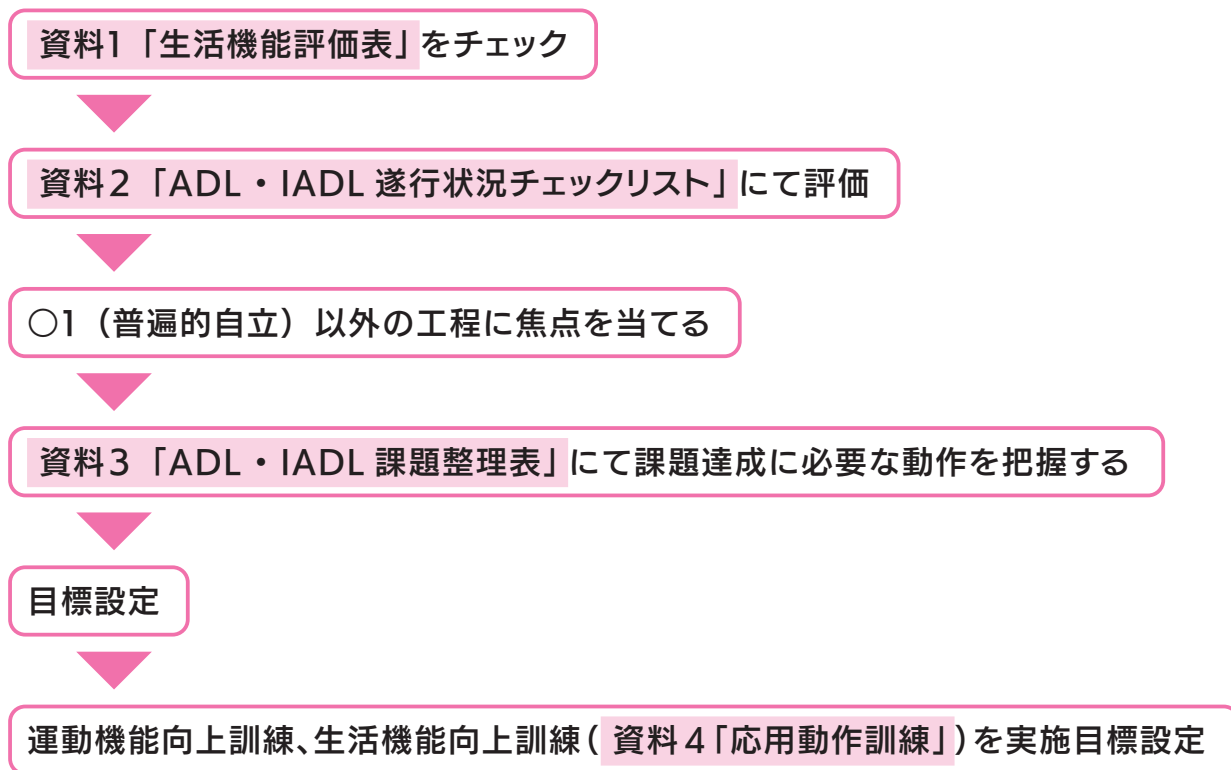 資料1「生活機能評価表」をチェック
資料2「ADL・IADL 遂行状況チェックリスト」にて評価
○1（普遍的自立）以外の工程に焦点を当てる
資料3「ADL・IADL 課題整理表」にて課題達成に必要な動作を把握する
目標設定
運動機能向上訓練、生活機能向上訓練(資料4「応用動作訓練」)を実施目標設定